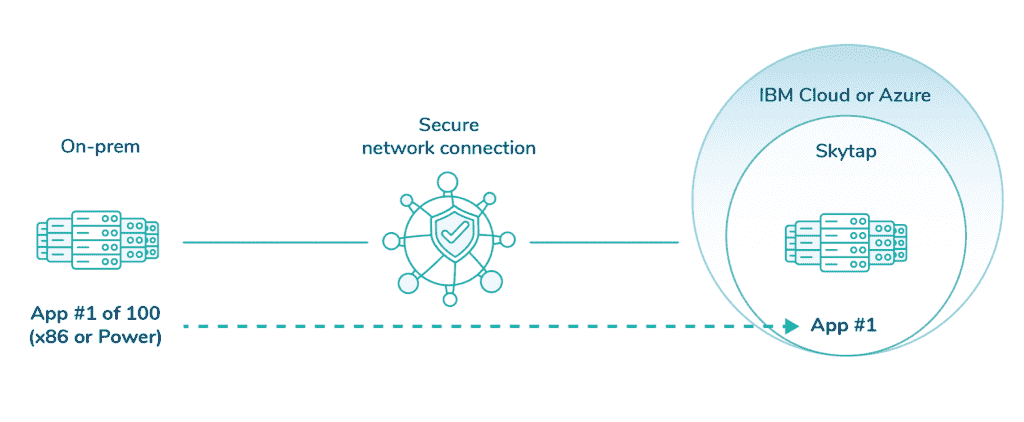 On-prem
Secure
network connection
IBM Cloud or Azure
Skytap
App #1 of 100
(x86 or Power)
App #1